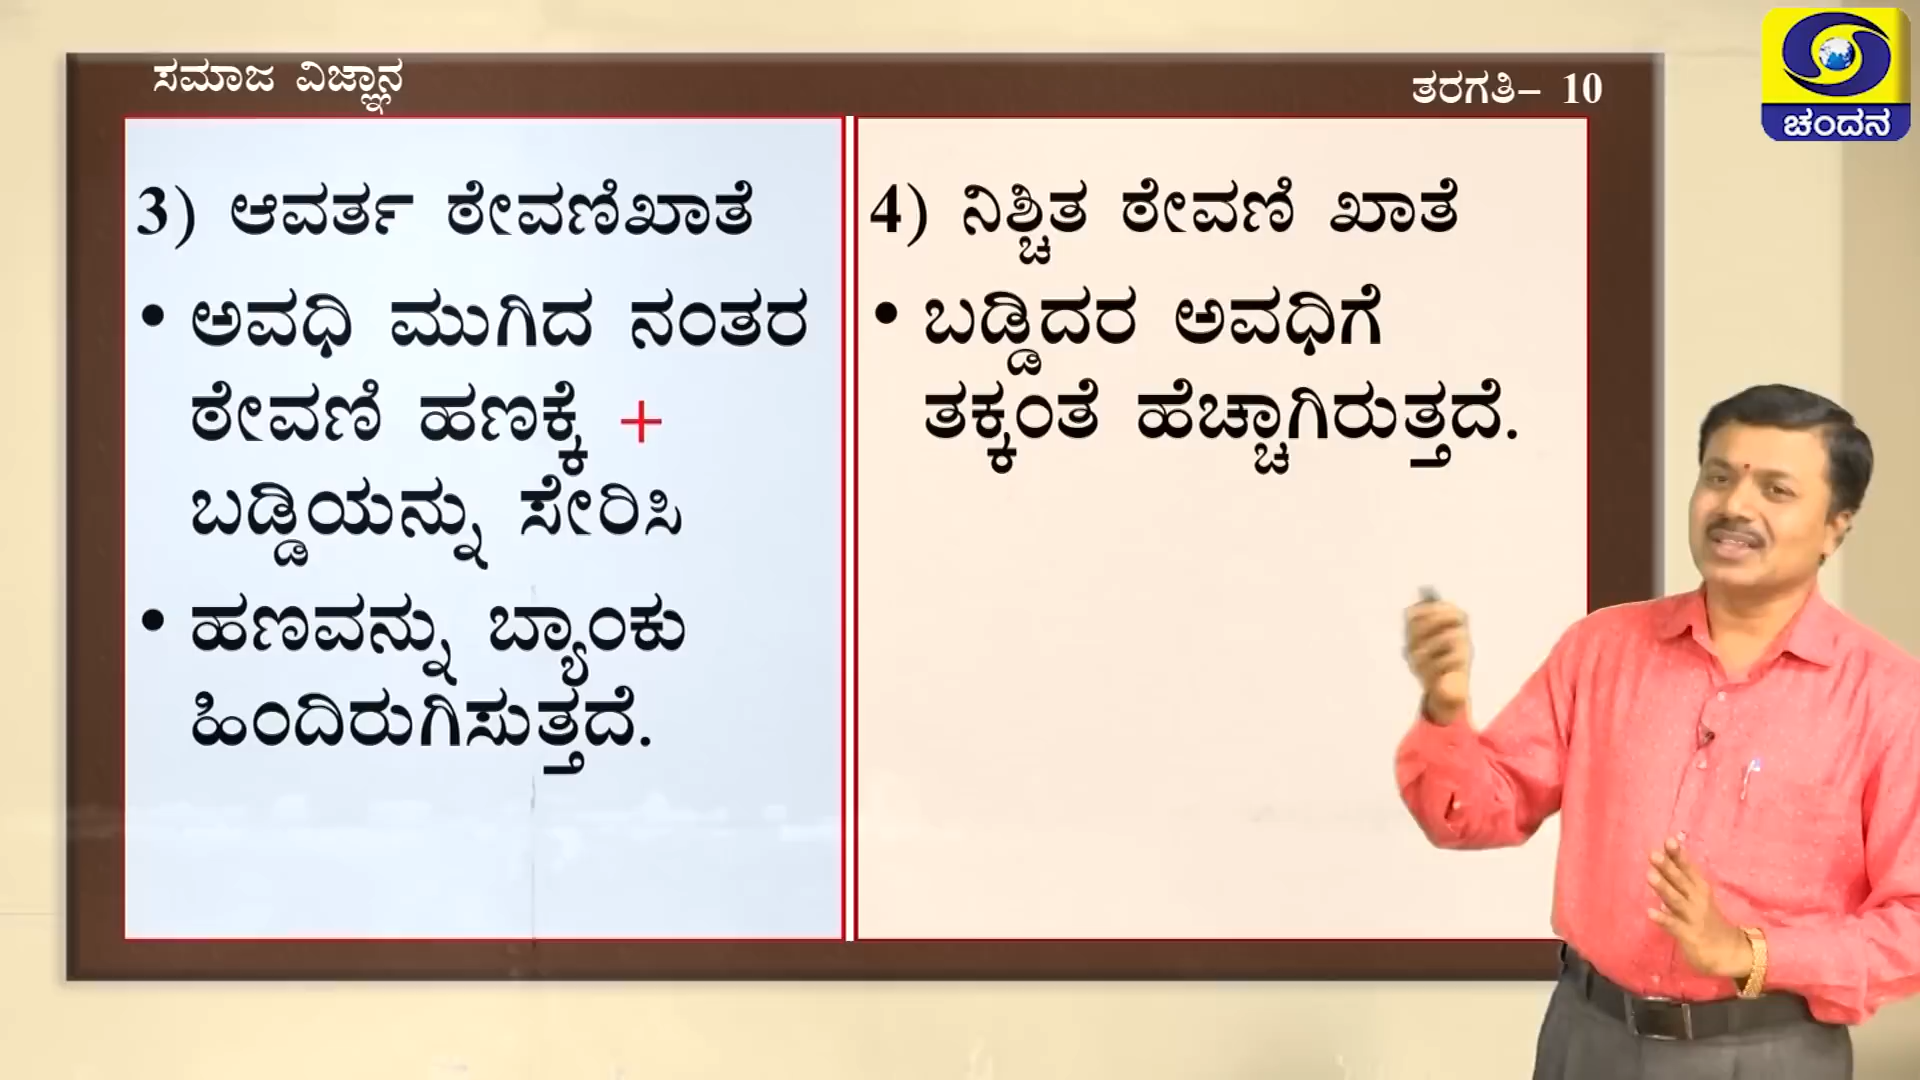 ಸಮಾಜ ವಿಜ್ಞಾನ
ತರಗತಿ– 10
ಚಂದನ
3) ಆವರ್ತ ಠೇವಣಿಖಾತೆ
• ಅವಧಿ ಮುಗಿದ ನಂತರ
ಠೇವಣಿ ಹಣಕ್ಕೆ +
ಬಡ್ಡಿಯನ್ನು ಸೇರಿಸಿ
• ಹಣವನ್ನು ಬ್ಯಾಂಕು
ಹಿಂದಿರುಗಿಸುತ್ತದೆ.
4) ನಿಶ್ಚಿತ ಠೇವಣಿ ಖಾತೆ
• ಬಡ್ಡಿದರ ಅವಧಿಗೆ
ತಕ್ಕಂತೆ ಹೆಚ್ಚಾಗಿರುತ್ತದೆ.